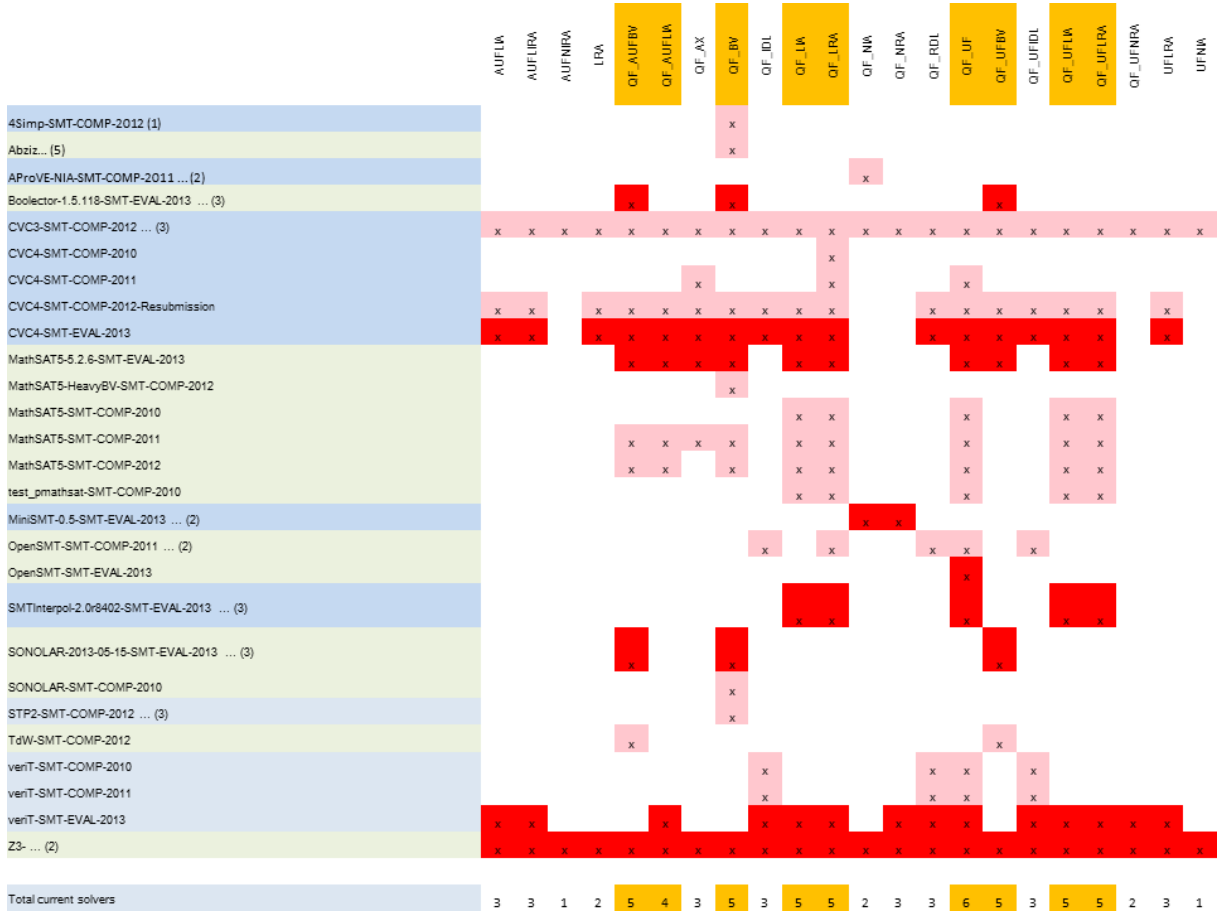 AUFLIA AUFLIRA AUFNIRA LRA QF_AUFBV QF_AUFLIA QF_AX QF_BV QF_IDL QF_LIA QF_LRA QF_NIA QF_NRA QF_RDL QF_UF QF_UFBV QF_UFIDL QF_UFLIA QF_UFLRA QF_UFNRA UFLRA UFNIA
4Simp-SMT-COMP-2012 (1) x
Abziz... (5) x
AProVE-NIA-SMT-COMP-2011 ...(2) x
Boolector-1.5.118-SMT-EVAL-2013 ... (3) x x x
CVC3-SMT-COMP-2012 ... (3) x x x x x x x x x x x x x x x x x x x x x x
CVC4-SMT-COMP-2010 x
CVC4-SMT-COMP-2011 x x x
CVC4-SMT-COMP-2012-Resubmission x x x x x x x x x x x x x x x x x
CVC4-SMT-EVAL-2013 x x x x x x x x x x x x x x x x x
MathSAT5-5.2.6-SMT-EVAL-2013 x x x x x x x x x x
MathSAT5-HeavyBV-SMT-COMP-2012 x
MathSAT5-SMT-COMP-2010 x x x x x
MathSAT5-SMT-COMP-2011 x x x x x x x x x
MathSAT5-SMT-COMP-2012 x x x x x x x x
test_pmathsat-SMT-COMP-2010 x x x x x
MiniSMT-0.5-SMT-EVAL-2013 ... (2) x x
OpenSMT-SMT-COMP-2011 ... (2) x x x x x
OpenSMT-SMT-EVAL-2013 x
SMTInterpol-2.0r8402-SMT-EVAL-2013 ... (3) x x x x x
SONOLAR-2013-05-15-SMT-EVAL-2013 ... (3) x x x
SONOLAR-SMT-COMP-2010 x
STP2-SMT-COMP-2012 ... (3) x
TdW-SMT-COMP-2012 x x
veriT-SMT-COMP-2010 x x x x
veriT-SMT-COMP-2011 x x x x
veriT-SMT-EVAL-2013 x x x x x x x x x x x x x x
Z3- ... (2) x x x x x x x x x x x x x x x x x x x x x x
Total current solvers 3 3 1 2 5 4 3 5 3 5 5 2 3 3 6 5 3 5 5 2 3 1